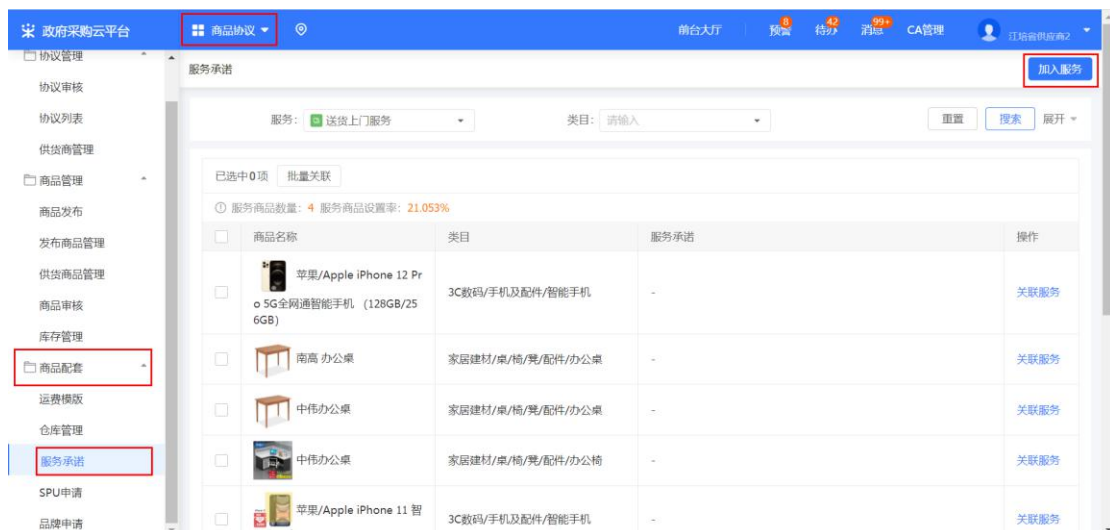 政府采购云平台 商品协议 前台大厅 预警 8 待办 42 消息 99+ CA管理 江培省供应商2
协议管理
协议审核
协议列表
供货商管理
商品管理
商品发布
发布商品管理
供货商品管理
商品审核
库存管理
商品配套
运费模版
仓库管理
服务承诺
SPU申请
品牌申请
服务承诺 加入服务
服务： 送货上门服务 类目： 请输入 重置 搜索 展开
已选中0项 批量关联
服务商品数量：4 服务商品设置率：21.053%
商品名称 类目 服务承诺 操作
苹果/Apple iPhone 12 Pr
o 5G全网通智能手机 （128GB/25 3C数码/手机及配件/智能手机 - 关联服务
6GB）
南高 办公桌 家居建材/桌/椅/凳/配件/办公桌 - 关联服务
中伟办公桌 家居建材/桌/椅/凳/配件/办公桌 - 关联服务
中伟办公桌 家居建材/桌/椅/凳/配件/办公椅 - 关联服务
苹果/Apple iPhone 11 智 3C数码/手机及配件/智能手机 - 关联服务